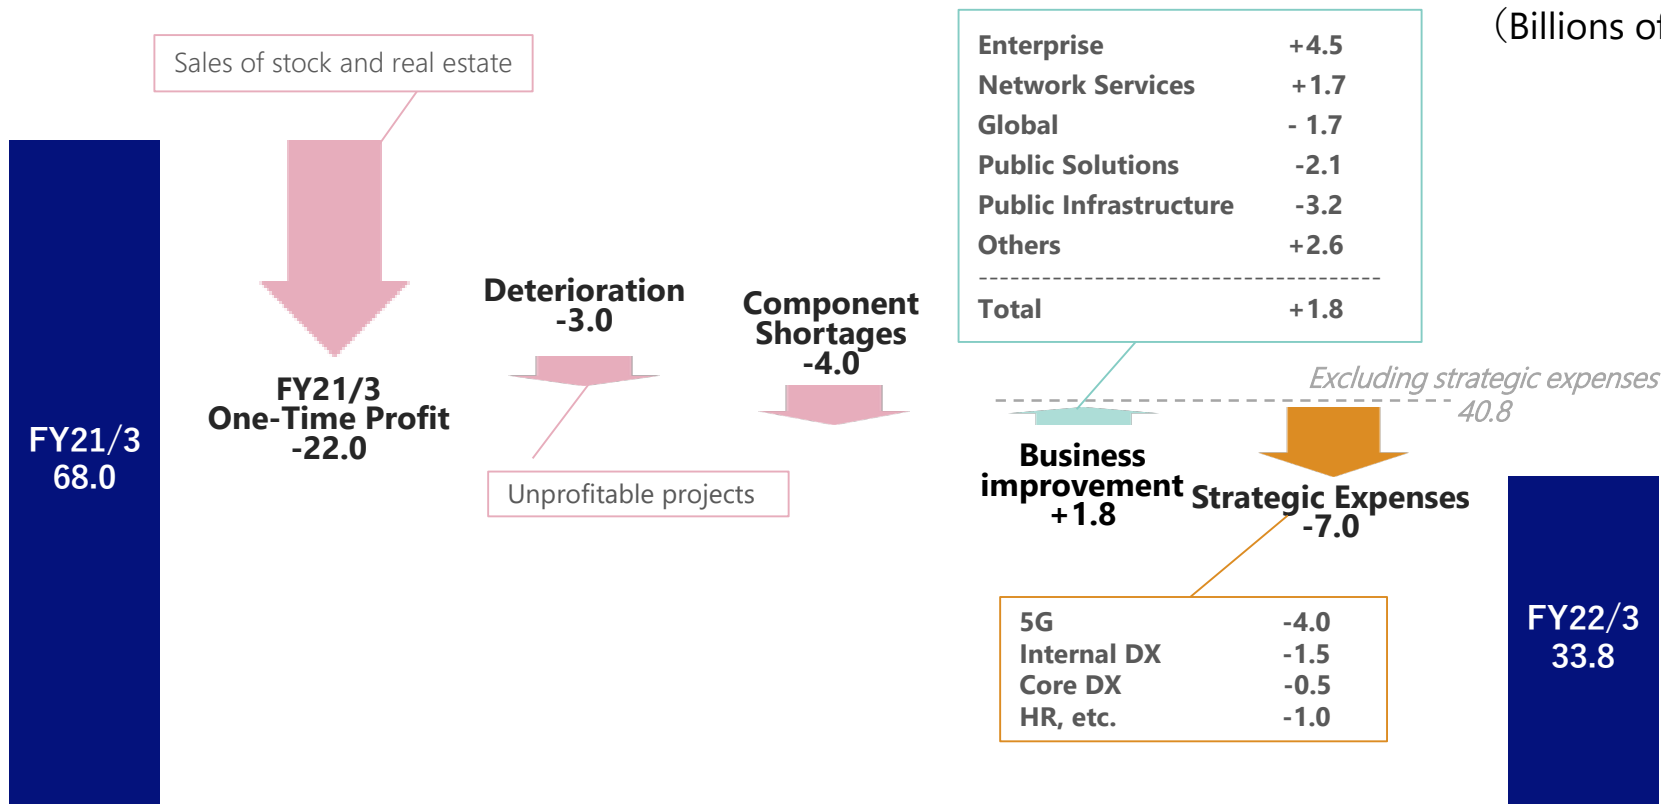 （Billions of
Sales of stock and real estate
Enterprise +4.5
Network Services +1.7
Global - 1.7
Public Solutions -2.1
Public Infrastructure -3.2
Others +2.6
Total +1.8
Deterioration
-3.0
Component
Shortages
-4.0
FY21/3
One-Time Profit
-22.0
FY21/3
68.0
Unprofitable projects
Excluding strategic expenses
40.8
Business
improvement
+1.8
Strategic Expenses
-7.0
5G -4.0
Internal DX -1.5
Core DX -0.5
HR, etc. -1.0
FY22/3
33.8